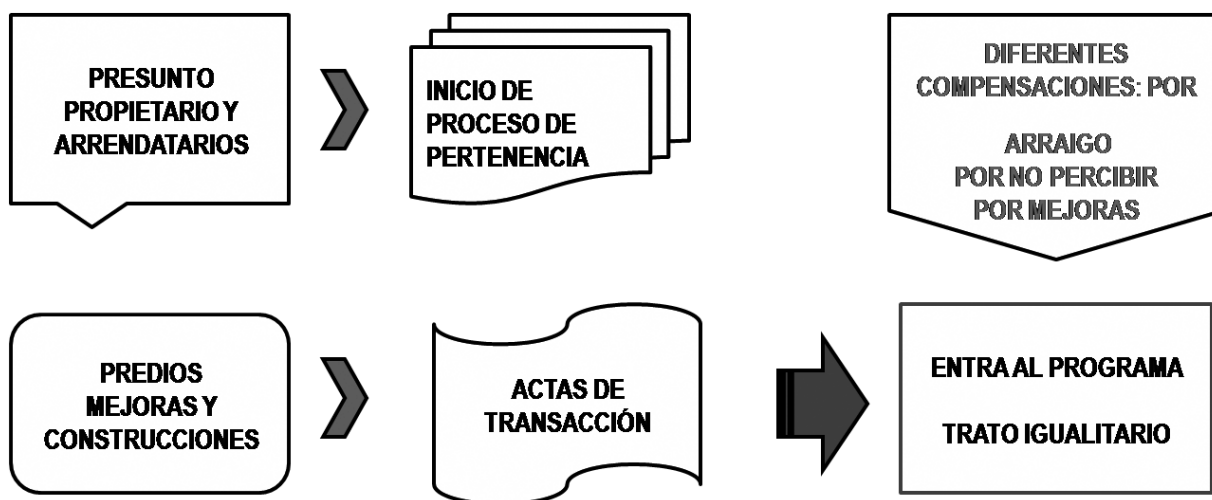 PRESUNTO
PROPIETARIO Y
ARRENDATARIOS
INICIO DE
PROCESO DE
PERTENENCIA
DIFERENTES
COMPENSACIONES: POR
ARRAIGO
POR NO PERCIBIR
POR MEJORAS
PREDIOS
MEJORAS Y
CONSTRUCCIONES
ACTAS DE
TRANSACCIÓN
ENTRA AL PROGRAMA
TRATO IGUALITARIO